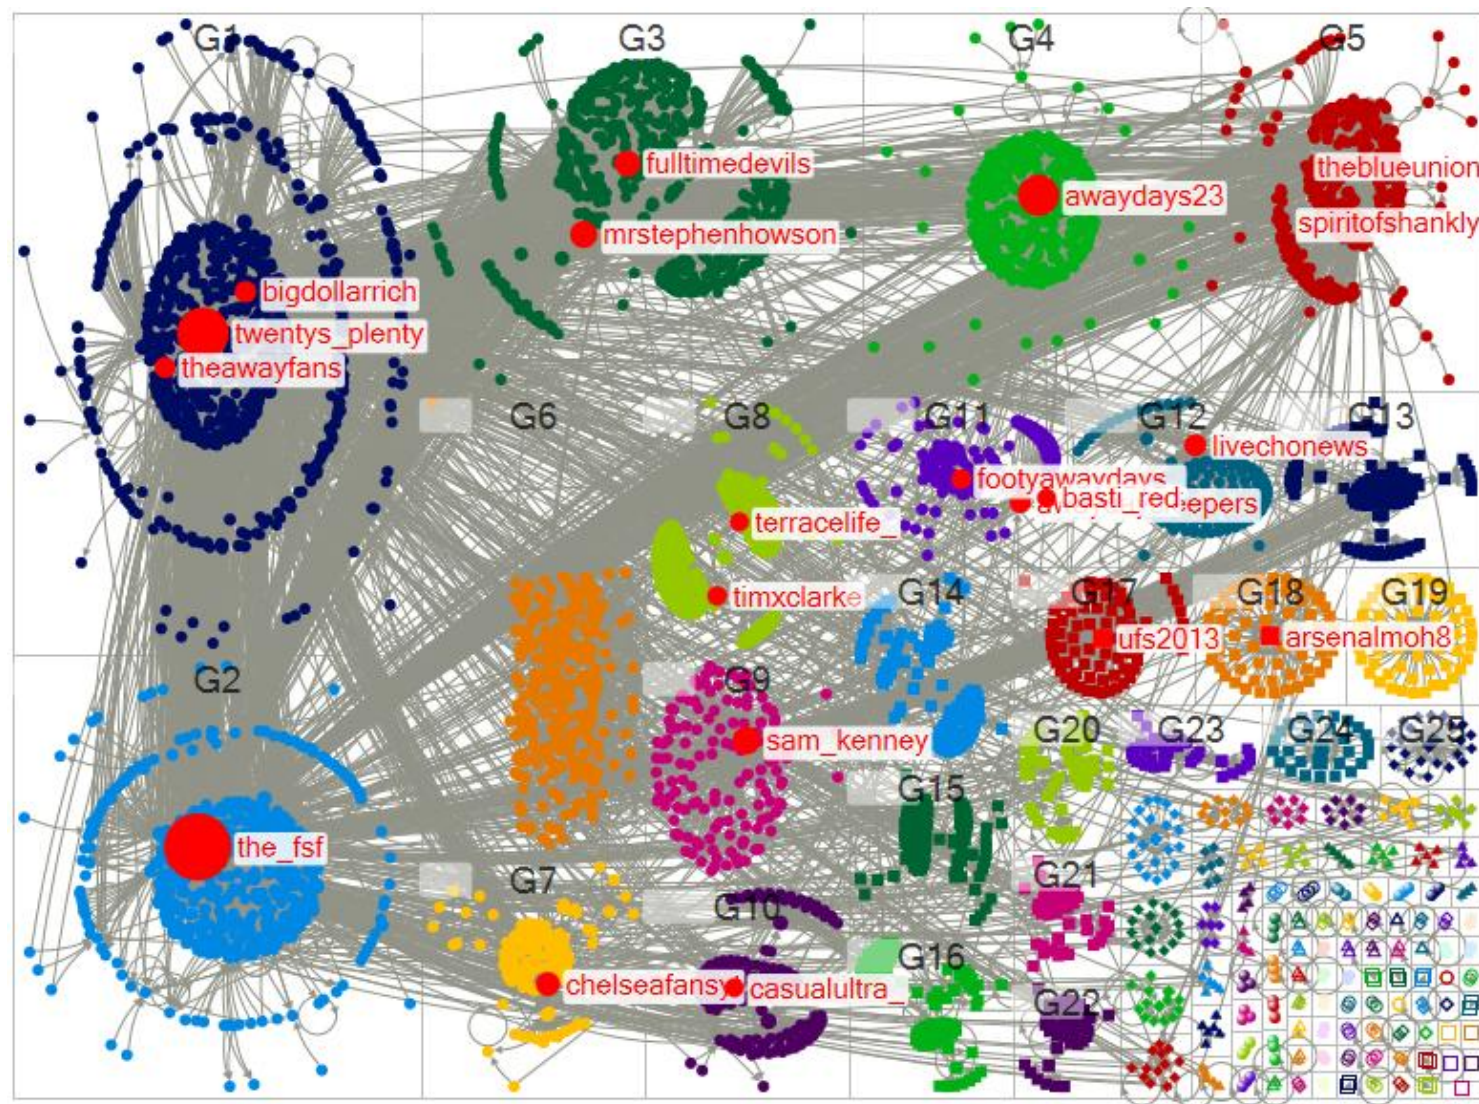 G1
G3
G4
G5
fulltimedevils
theblueunion
awaydays23
spiritofshankly
mrstephenhowson
bigdollarrich
twentys_plenty
theawayfans
G6
G8
G11
G12
G13
livechonews
footyawaydays
basti_red
terracelife_
timxclarke
G14
G17
G18
G19
ufs2013
arsenalmoh8
G2
G9
sam_kenney
G20
G23
G24
G25
G15
the_fsf
G7
G21
G10
G16
chelseafansy
casualultra_
G22